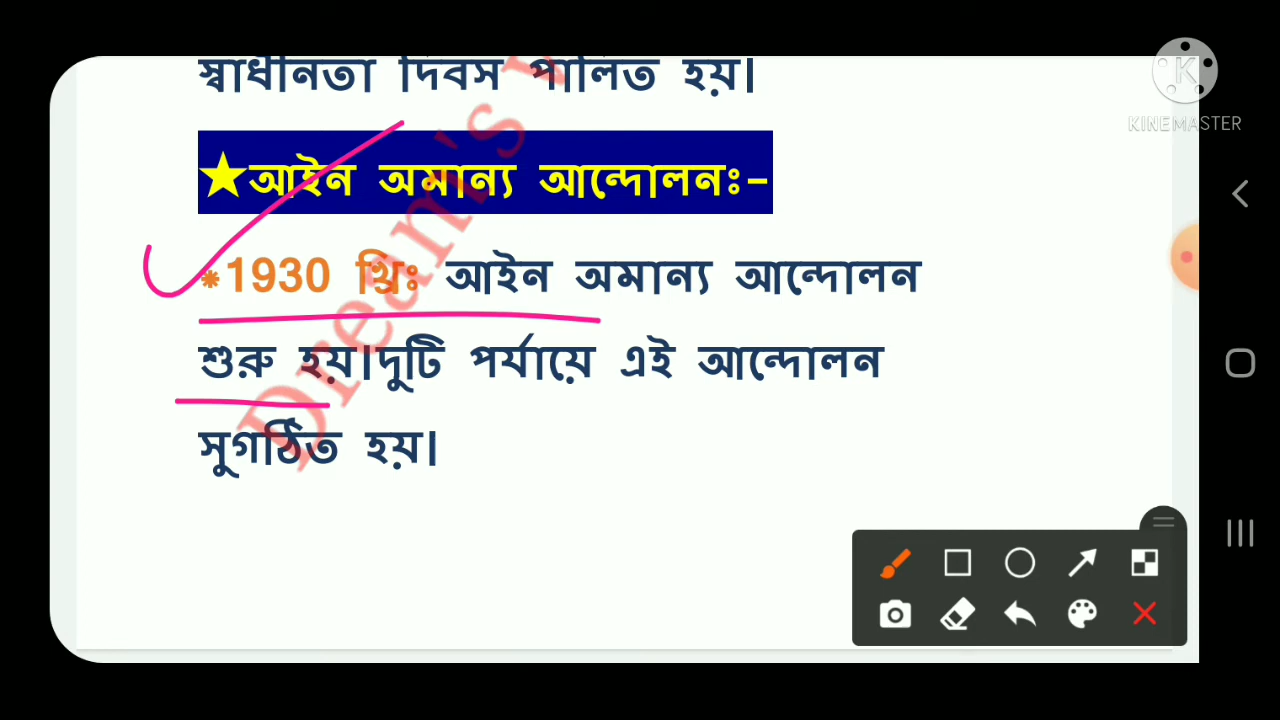 স্বাধীনতা দিবস পালিত হয়।
KINEMASTER
★আইন অমান্য আন্দোলনঃ-
*1930 খ্রিঃ আইন অমান্য আন্দোলন
শুরু হয়।দুটি পর্যায়ে এই আন্দোলন
সুগঠিত হয়।
Dream's